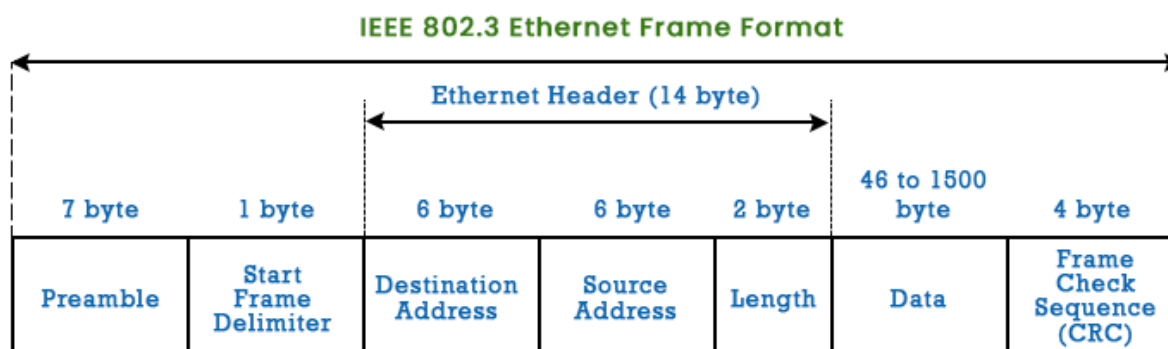 IEEE 802.3 Ethernet Frame Format
Ethernet Header (14 byte)
7 byte
1 byte
6 byte
6 byte
2 byte
46 to 1500
byte
4 byte
Preamble
Start
Frame
Delimiter
Destination
Address
Source
Address
Length
Data
Frame
Check
Sequence
(CRC)